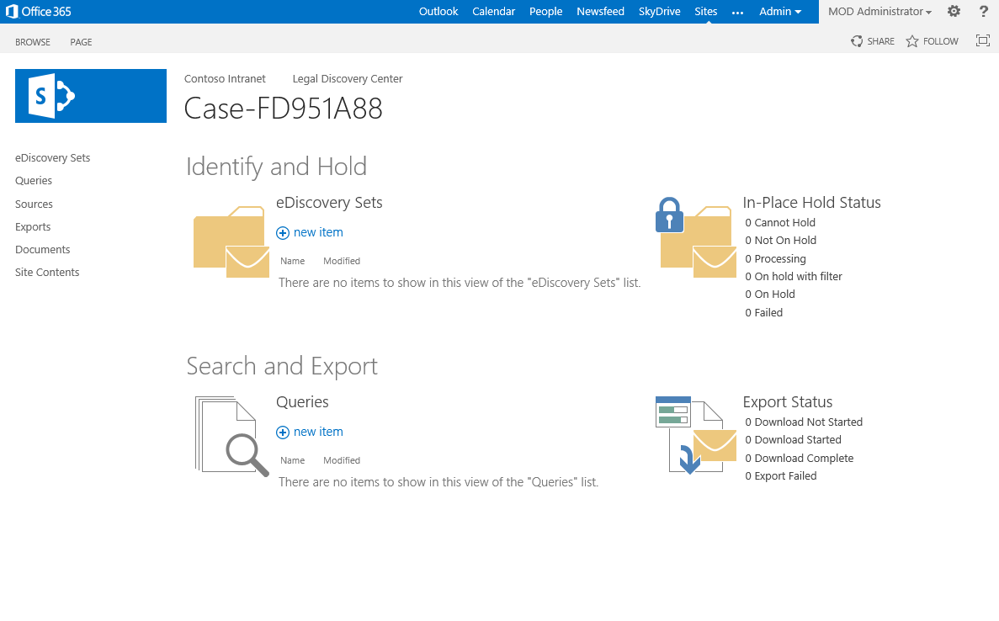 Office 365 Outlook Calendar People Newsfeed SkyDrive Sites ... Admin MOD Administrator ?
BROWSE PAGE SHARE FOLLOW
S
Contoso Intranet Legal Discovery Center
Case-FD951A88
eDiscovery Sets
Queries
Sources
Exports
Documents
Site Contents
Identify and Hold
eDiscovery Sets
new item
Name Modified
There are no items to show in this view of the "eDiscovery Sets" list.
In-Place Hold Status
0 Cannot Hold
0 Not On Hold
0 Processing
0 On hold with filter
0 On Hold
0 Failed
Search and Export
Queries
new item
Name Modified
There are no items to show in this view of the "Queries" list.
Export Status
0 Download Not Started
0 Download Started
0 Download Complete
0 Export Failed